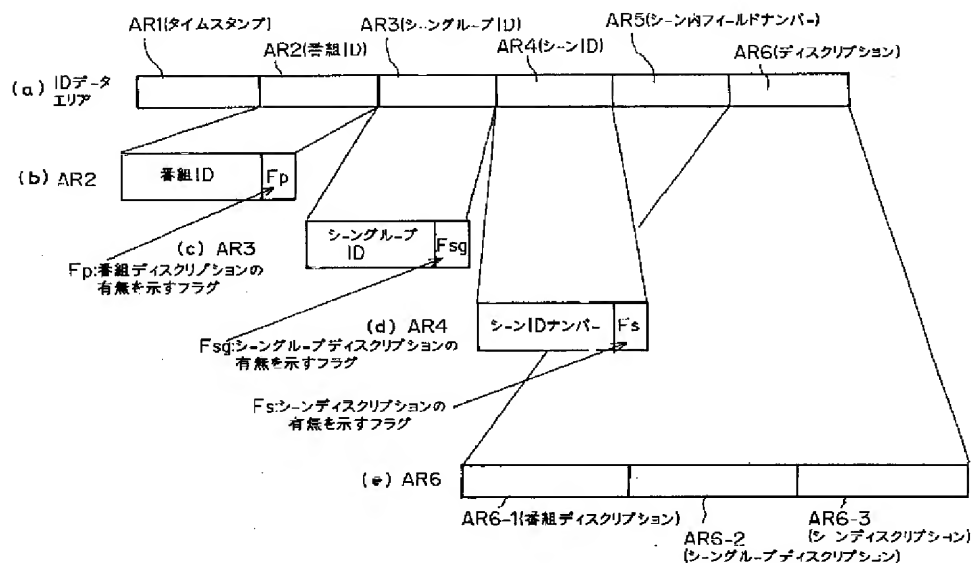 AR1(タイムスタンプ)
AR2(番組ID)
AR3(シーングループID)
AR4(シーンID)
AR5(シーン内フィールドナンバー)
AR6(ディスクリプション)
(a) IDデータ
エリア
(b) AR2
番組ID
Fp
(c) AR3
シーングループ
ID
Fsg
Fp:番組ディスクリプションの
有無を示すフラグ
(d) AR4
シーンIDナンバー
Fs
Fsg:シーングループディスクリプションの
有無を示すフラグ
Fs:シーンディスクリプションの
有無を示すフラグ
(e) AR6
AR6-1(番組ディスクリプション)
AR6-2
(シーングループディスクリプション)
AR6-3
(シーンディスクリプション)